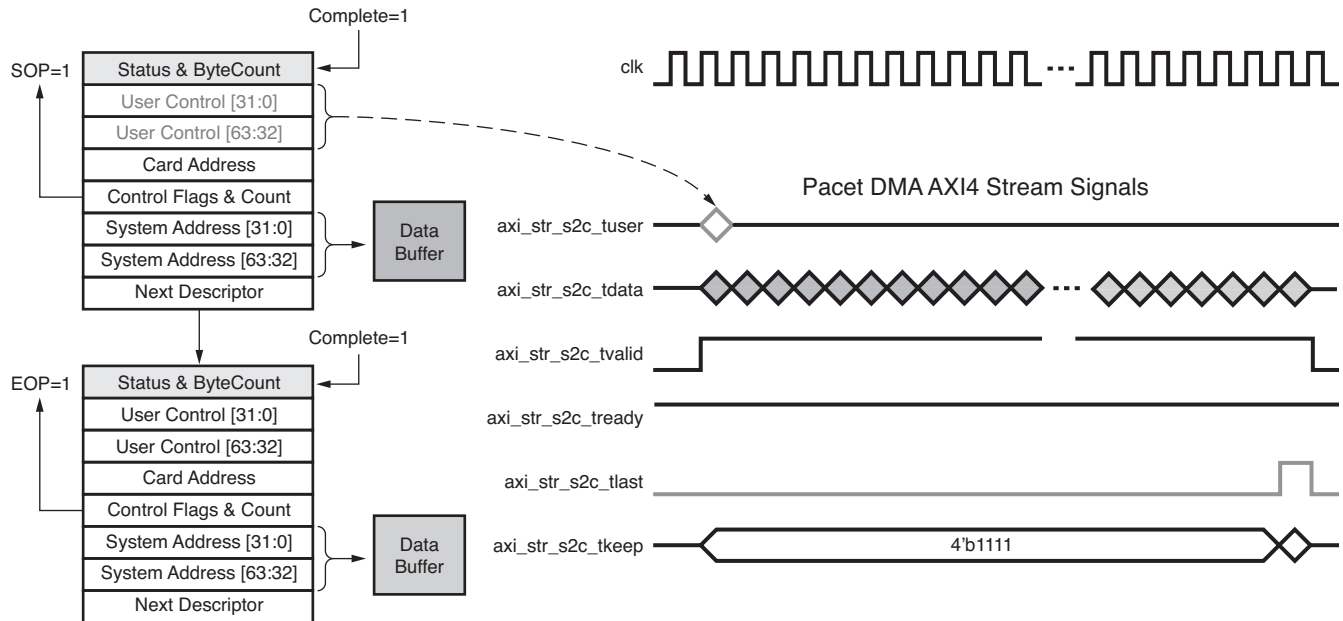 Complete=1
SOP=1
Status & ByteCount
User Control [31:0]
User Control [63:32]
Card Address
Control Flags & Count
System Address [31:0]
System Address [63:32]
Next Descriptor
Data
Buffer
Complete=1
EOP=1
Status & ByteCount
User Control [31:0]
User Control [63:32]
Card Address
Control Flags & Count
System Address [31:0]
System Address [63:32]
Next Descriptor
Data
Buffer
clk
Pacet DMA AXI4 Stream Signals
axi_str_s2c_tuser
axi_str_s2c_tdata
axi_str_s2c_tvalid
axi_str_s2c_tready
axi_str_s2c_tlast
axi_str_s2c_tkeep
4'b1111